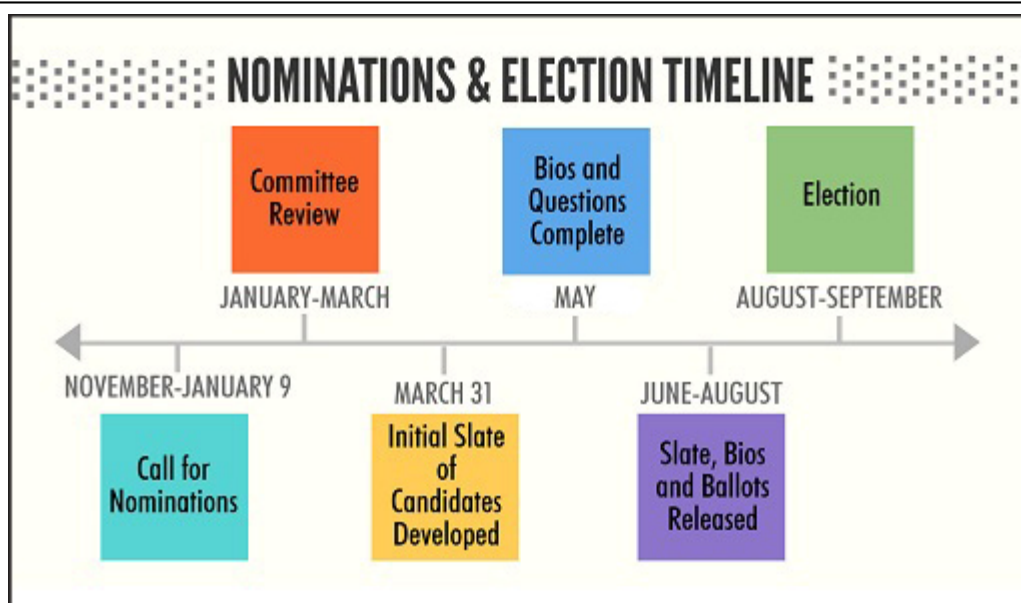 NOMINATIONS & ELECTION TIMELINE
Committee
Review
JANUARY-MARCH
Bios and
Questions
Complete
MAY
Election
AUGUST-SEPTEMBER
NOVEMBER-JANUARY 9
Call for
Nominations
MARCH 31
Initial Slate
of
Candidates
Developed
JUNE-AUGUST
Slate, Bios
and Ballots
Released